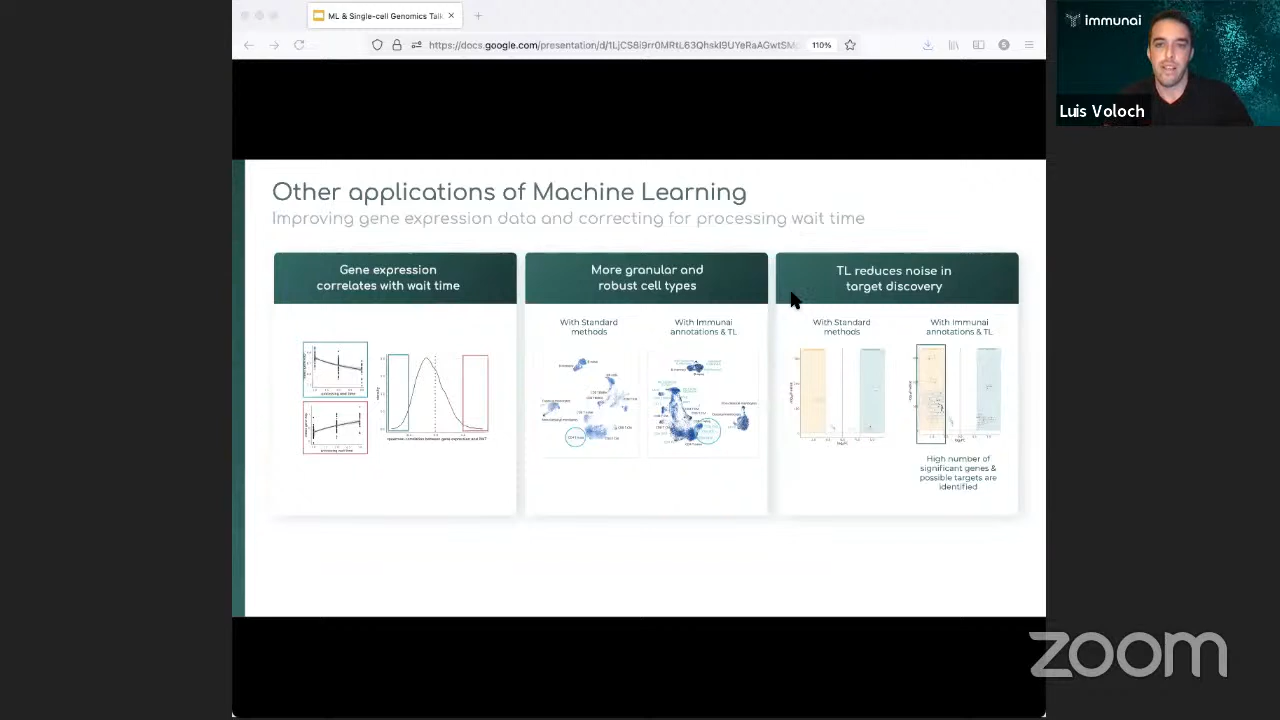 ML & Single-cell Genomics Talk
110%
immunai
Luis Voloch
Other applications of Machine Learning
Improving gene expression data and correcting for processing wait time
Gene expression
correlates with wait time
More granular and
robust cell types
With Standard
methods
With Immunai
annotations & TL
TL reduces noise in
target discovery
With Standard
methods
With Immunai
annotations & TL
High number of
significant genes &
possible targets are
identified
zoom